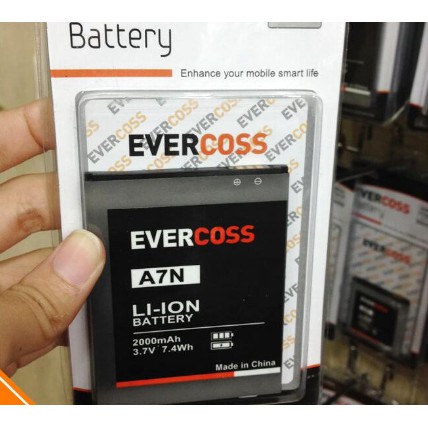 Battery
Enhance your mobile smart life
EVERCOSS
EVERCOSS
A7N
LI-ION
BATTERY
2000mAh
3.7V 7.4Wh
Made in China